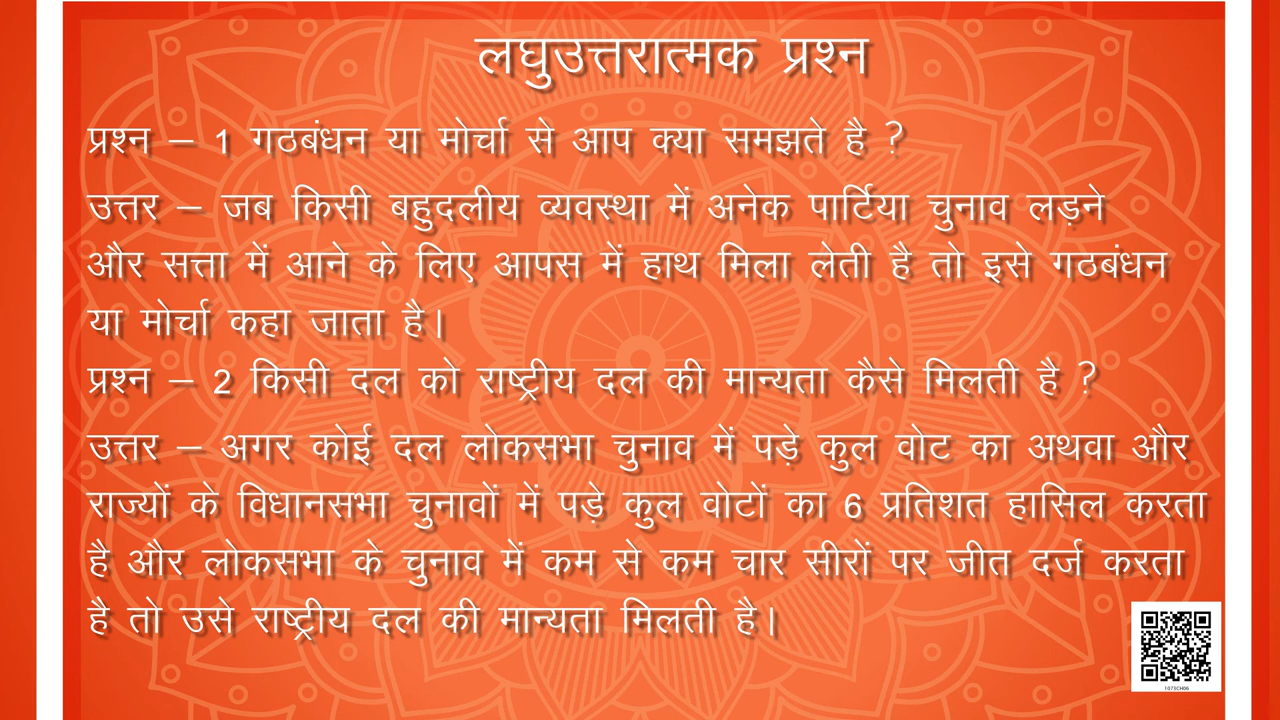 लघुउत्तरात्मक प्रश्न
प्रश्न – 1 गठबंधन या मोर्चा से आप क्या समझते है ?
उत्तर – जब किसी बहुदलीय व्यवस्था में अनेक पार्टिया चुनाव लड़ने
और सत्ता में आने के लिए आपस में हाथ मिला लेती है तो इसे गठबंधन
या मोर्चा कहा जाता है।
प्रश्न – 2 किसी दल को राष्ट्रीय दल की मान्यता कैसे मिलती है ?
उत्तर – अगर कोई दल लोकसभा चुनाव में पड़े कुल वोट का अथवा और
राज्यों के विधानसभा चुनावों में पड़े कुल वोटों का 6 प्रतिशत हासिल करता
है और लोकसभा के चुनाव में कम से कम चार सीरों पर जीत दर्ज करता
है तो उसे राष्ट्रीय दल की मान्यता मिलती है।
1073CH06